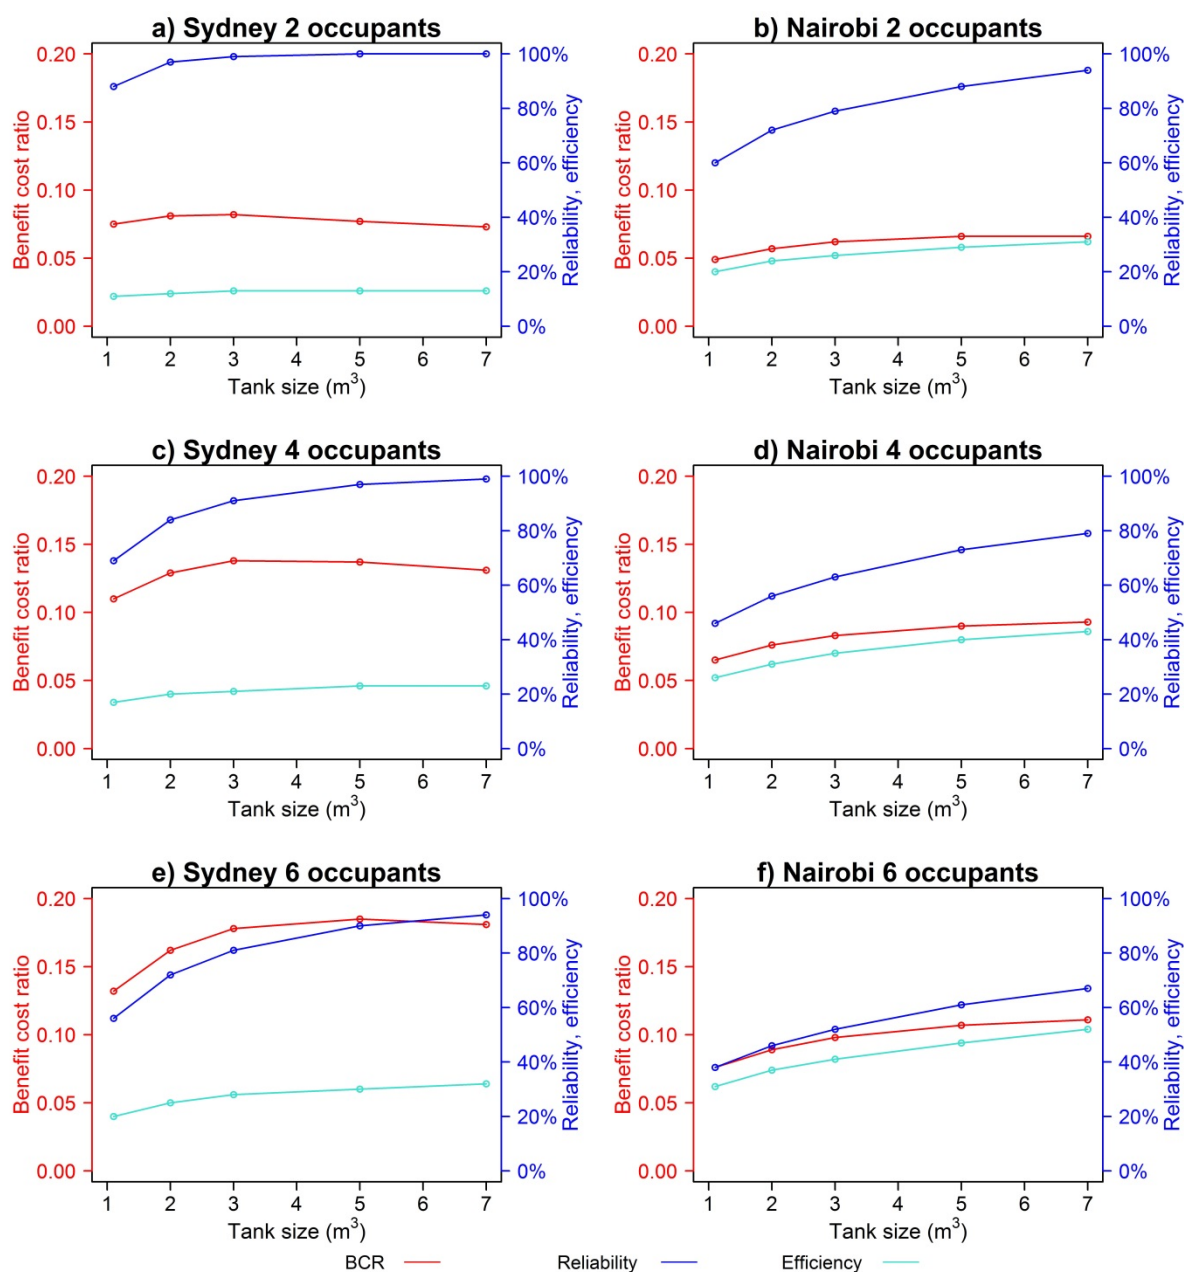 a) Sydney 2 occupants
0.20
0.15
0.10
0.05
0.00
Benefit cost ratio
100%
80%
60%
40%
20%
0%
Reliability, efficiency
1 2 3 4 5 6 7
Tank size (m³)
b) Nairobi 2 occupants
0.20
0.15
0.10
0.05
0.00
Benefit cost ratio
100%
80%
60%
40%
20%
0%
Reliability, efficiency
1 2 3 4 5 6 7
Tank size (m³)
c) Sydney 4 occupants
0.20
0.15
0.10
0.05
0.00
Benefit cost ratio
100%
80%
60%
40%
20%
0%
Reliability, efficiency
1 2 3 4 5 6 7
Tank size (m³)
d) Nairobi 4 occupants
0.20
0.15
0.10
0.05
0.00
Benefit cost ratio
100%
80%
60%
40%
20%
0%
Reliability, efficiency
1 2 3 4 5 6 7
Tank size (m³)
e) Sydney 6 occupants
0.20
0.15
0.10
0.05
0.00
Benefit cost ratio
100%
80%
60%
40%
20%
0%
Reliability, efficiency
1 2 3 4 5 6 7
Tank size (m³)
f) Nairobi 6 occupants
0.20
0.15
0.10
0.05
0.00
Benefit cost ratio
100%
80%
60%
40%
20%
0%
Reliability, efficiency
1 2 3 4 5 6 7
Tank size (m³)
BCR Reliability Efficiency